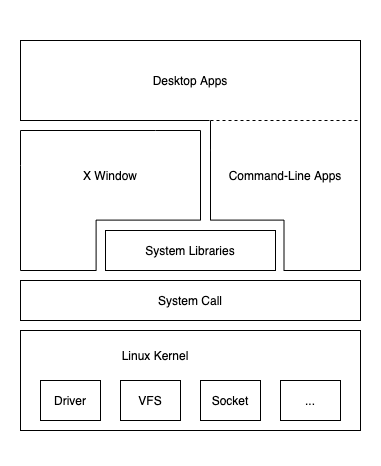 Desktop Apps
X Window
Command-Line Apps
System Libraries
System Call
Linux Kernel
Driver
VFS
Socket
...